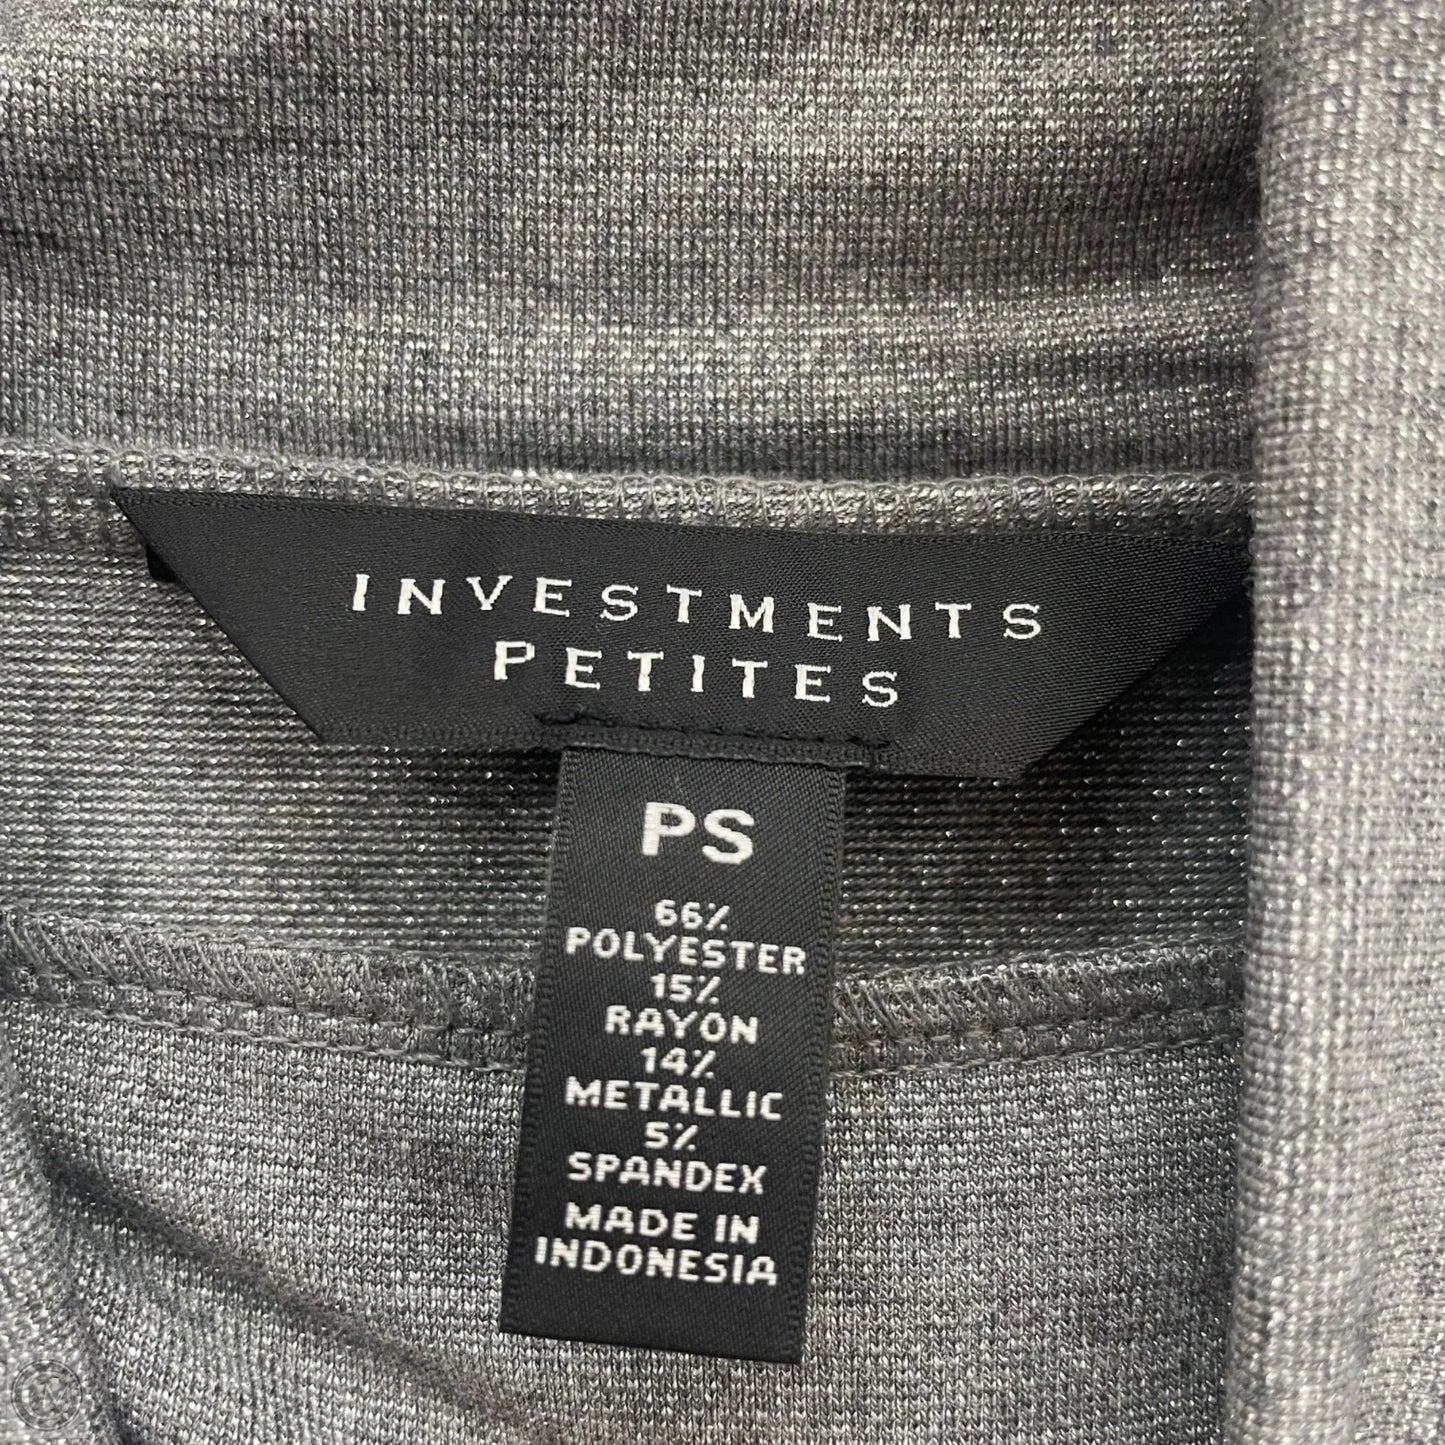 INVESTMENTS
PETITES
PS
66%
POLYESTER
15%
RAYON
14%
METALLIC
5%
SPANDEX
MADE IN
INDONESIA